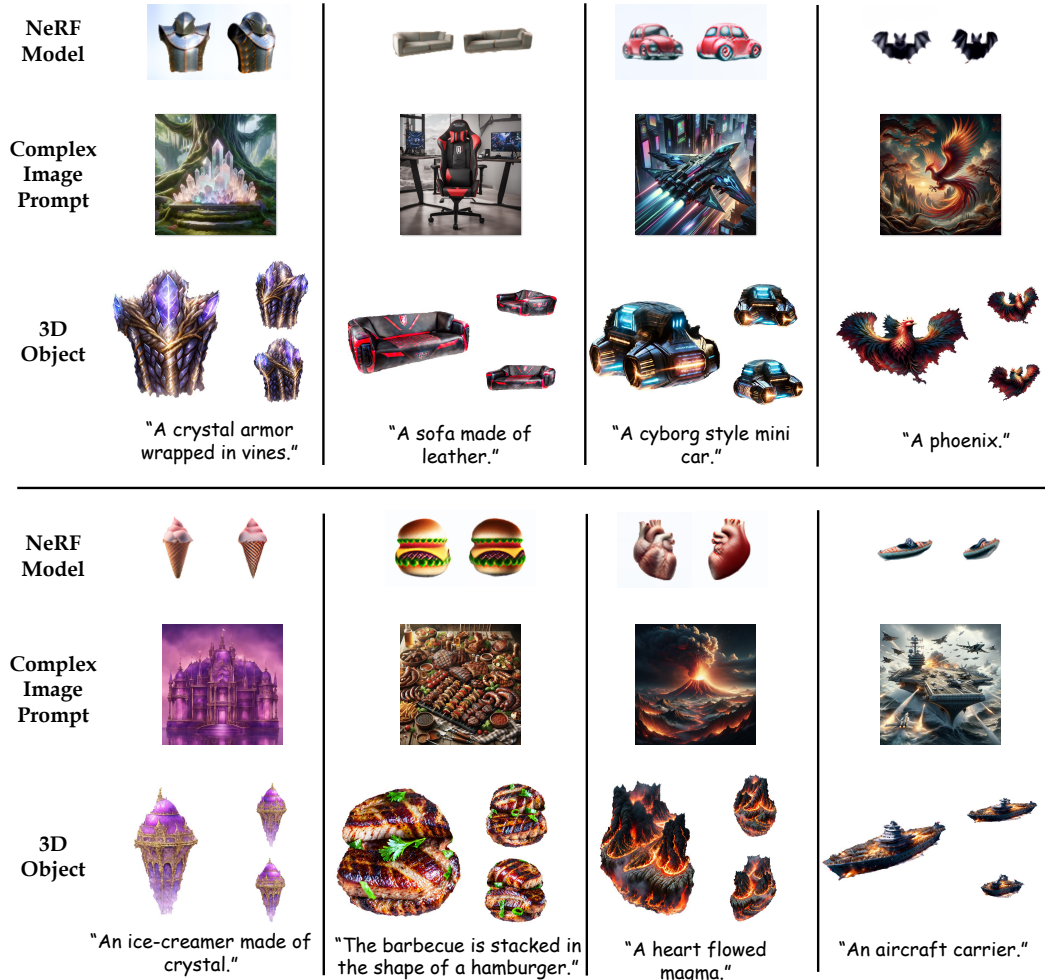 NeRF
Model
Complex
Image
Prompt
3D
Object
“A crystal armor
wrapped in vines.”
“A sofa made of
leather.”
“A cyborg style mini
car.”
“A phoenix.”
NeRF
Model
Complex
Image
Prompt
3D
Object
“An ice-creamer made of
crystal.”
“The barbecue is stacked in
the shape of a hamburger.”
“A heart flowed
magma.”
“An aircraft carrier.”